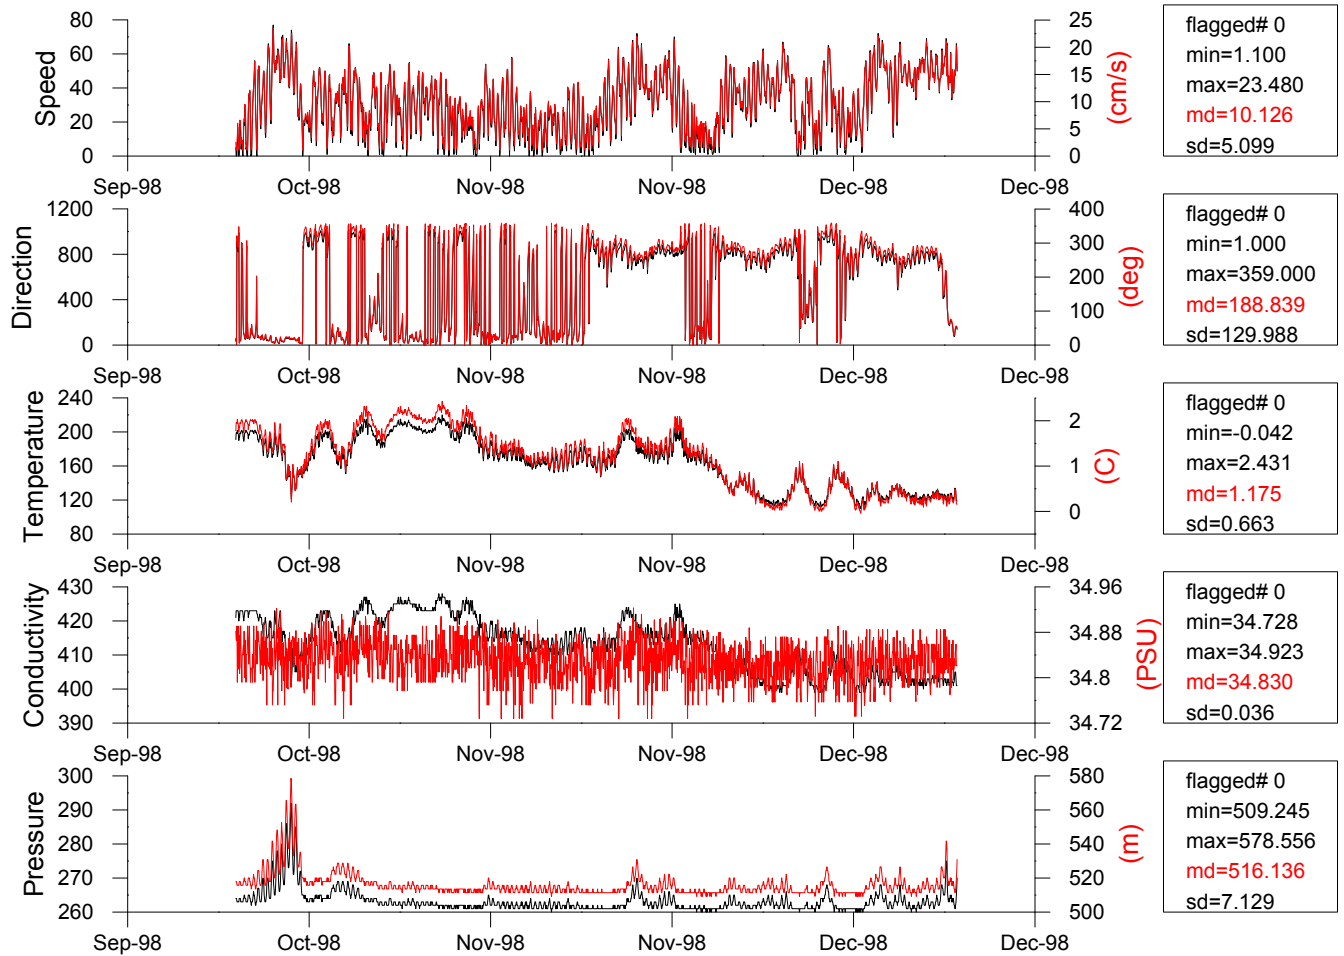 80
60
40
20
0
Speed
25
20
15
10
5
0
(cm/s)
Sep-98 Oct-98 Nov-98 Nov-98 Dec-98 Dec-98
flagged# 0
min=1.100
max=23.480
md=10.126
sd=5.099
1200
800
400
0
Direction
400
300
200
100
0
(deg)
Sep-98 Oct-98 Nov-98 Nov-98 Dec-98 Dec-98
flagged# 0
min=1.000
max=359.000
md=188.839
sd=129.988
240
200
160
120
80
Temperature
2
1
0
(C)
Sep-98 Oct-98 Nov-98 Nov-98 Dec-98 Dec-98
flagged# 0
min=-0.042
max=2.431
md=1.175
sd=0.663
430
420
410
400
390
Conductivity
34.96
34.88
34.8
34.72
(PSU)
Sep-98 Oct-98 Nov-98 Nov-98 Dec-98 Dec-98
flagged# 0
min=34.728
max=34.923
md=34.830
sd=0.036
300
290
280
270
260
Pressure
580
560
540
520
500
(m)
Sep-98 Oct-98 Nov-98 Nov-98 Dec-98 Dec-98
flagged# 0
min=509.245
max=578.556
md=516.136
sd=7.129